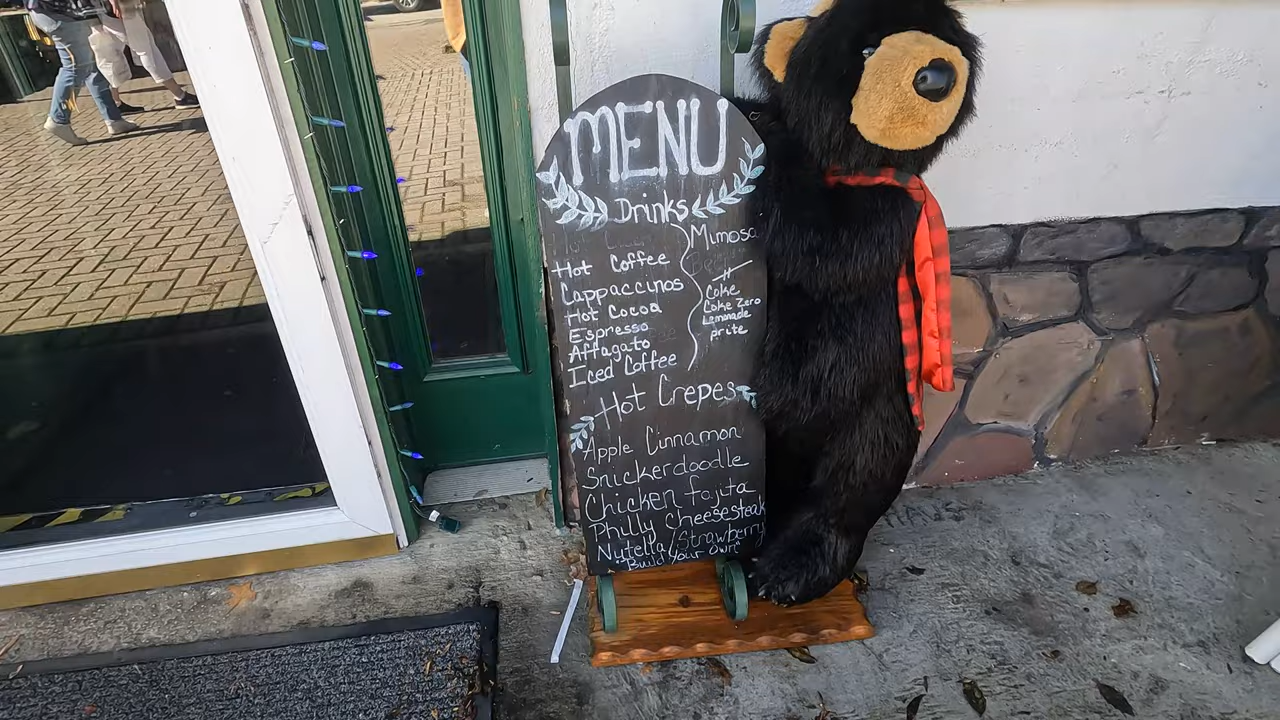 MENU
Drinks
Hot Coffee
Cappaccinos
Hot Cocoa
Espresso
Affagato
Iced Coffee
Mimosa
Coke
Coke Zero
Lemonade
prite
Hot Crepes
Apple Cinnamon
Snickerdoodle
Chicken fajita
Philly Cheesesteak
Nutella/Strawberry
"Build Your Own"